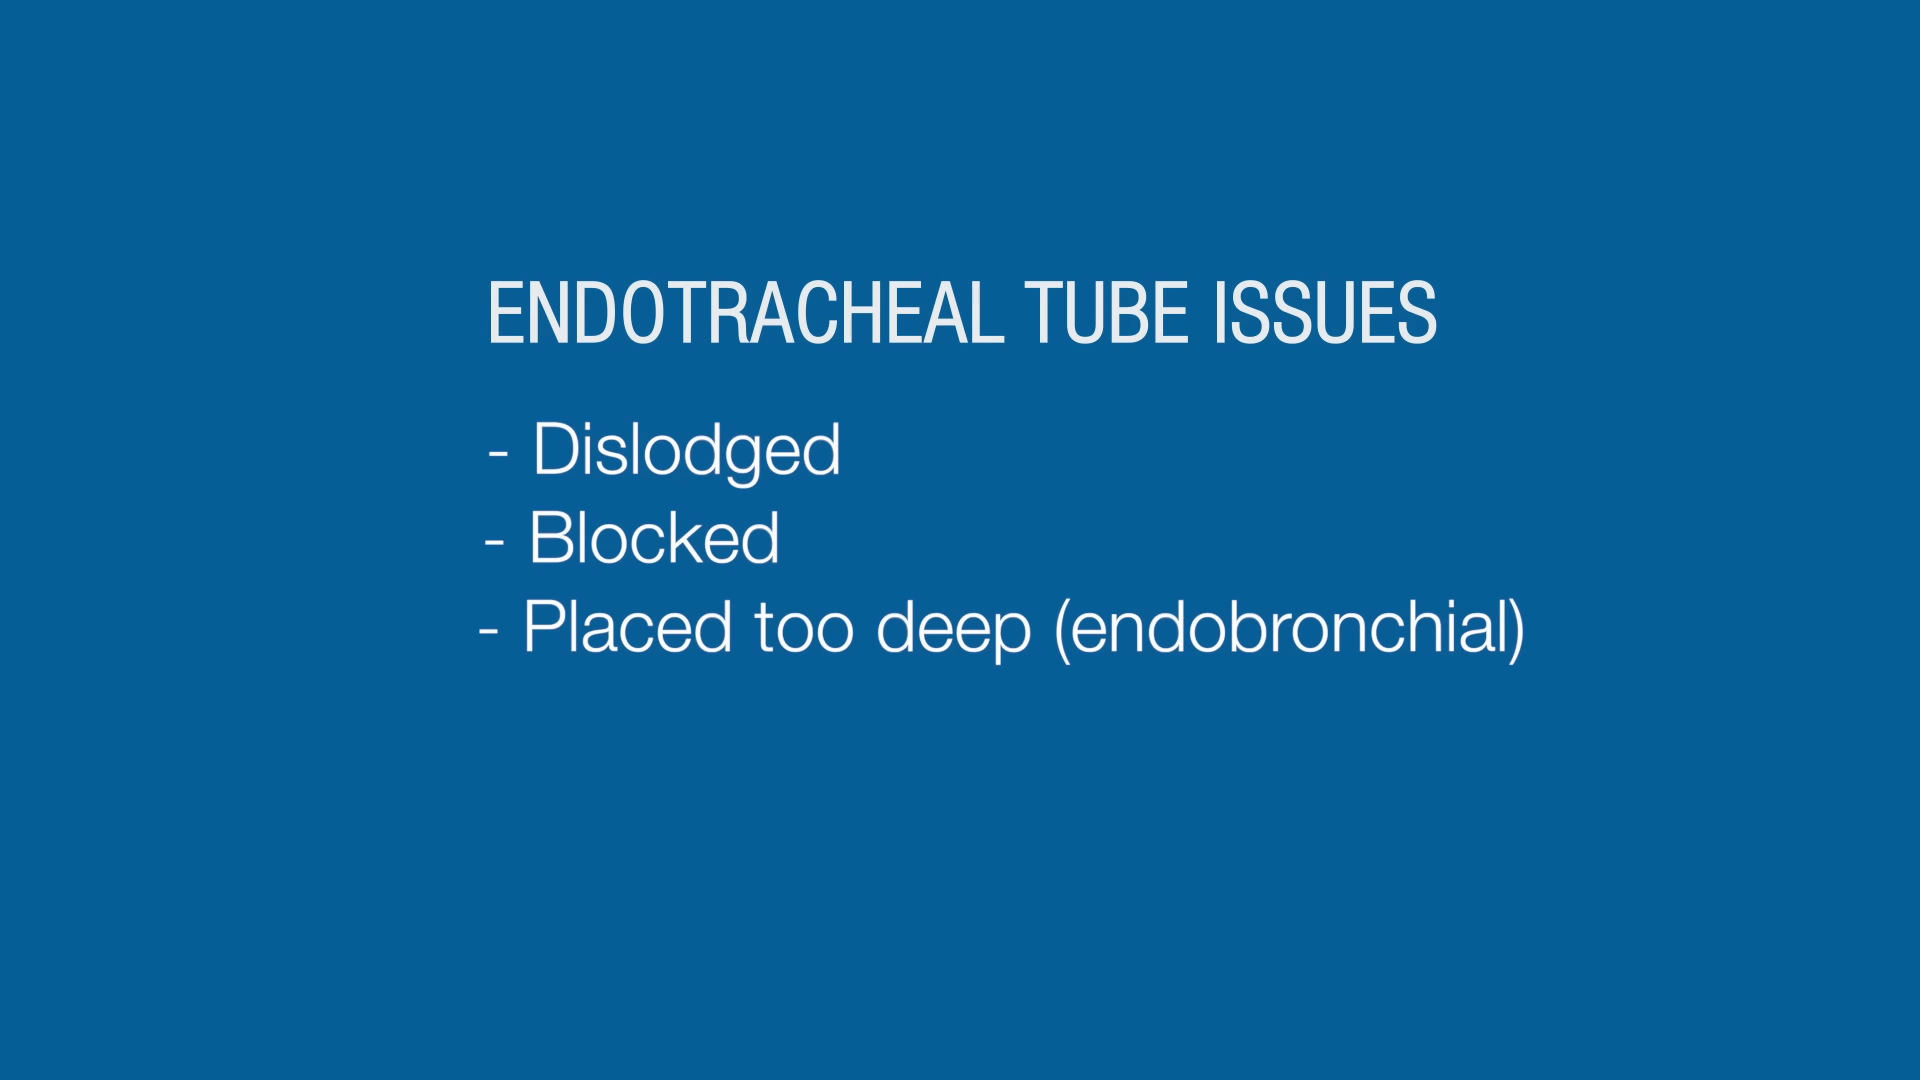 ENDOTRACHEAL TUBE ISSUES
- Dislodged
- Blocked
- Placed too deep (endobronchial)